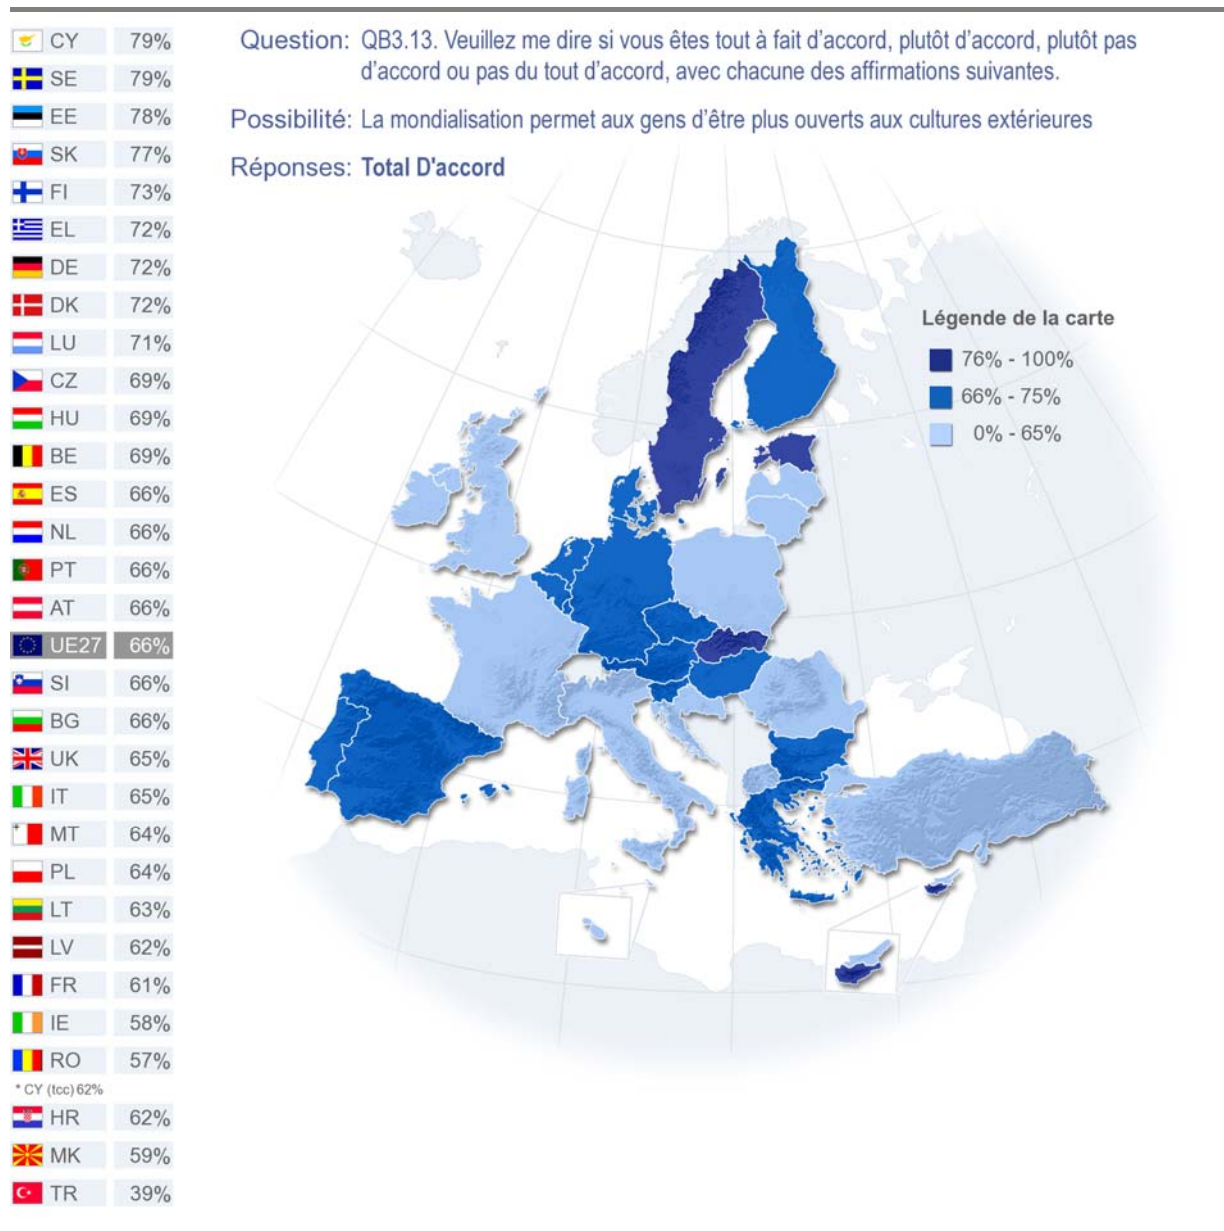 CY 79%
SE 79%
EE 78%
SK 77%
FI 73%
EL 72%
DE 72%
DK 72%
LU 71%
CZ 69%
HU 69%
BE 69%
ES 66%
NL 66%
PT 66%
AT 66%
UE27 66%
SI 66%
BG 66%
UK 65%
IT 65%
MT 64%
PL 64%
LT 63%
LV 62%
FR 61%
IE 58%
RO 57%
* CY (tcc) 62%
HR 62%
MK 59%
TR 39%
Question: QB3.13. Veuillez me dire si vous êtes tout à fait d’accord, plutôt d’accord, plutôt pas
d’accord ou pas du tout d’accord, avec chacune des affirmations suivantes.
Possibilité: La mondialisation permet aux gens d’être plus ouverts aux cultures extérieures
Réponses: Total D'accord
Légende de la carte
76% - 100%
66% - 75%
0% - 65%